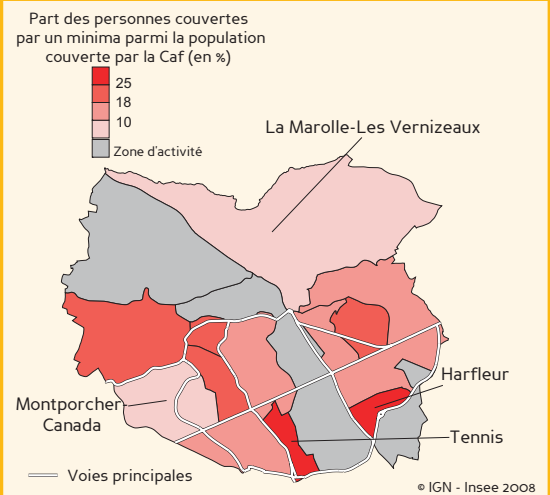 Part des personnes couvertes
par un minima parmi la population
couverte par la Caf (en %)
25
18
10
Zone d'activité
La Marolle-Les Vernizeaux
Harfleur
Montporcher
Canada
Tennis
Voies principales
© IGN - Insee 2008